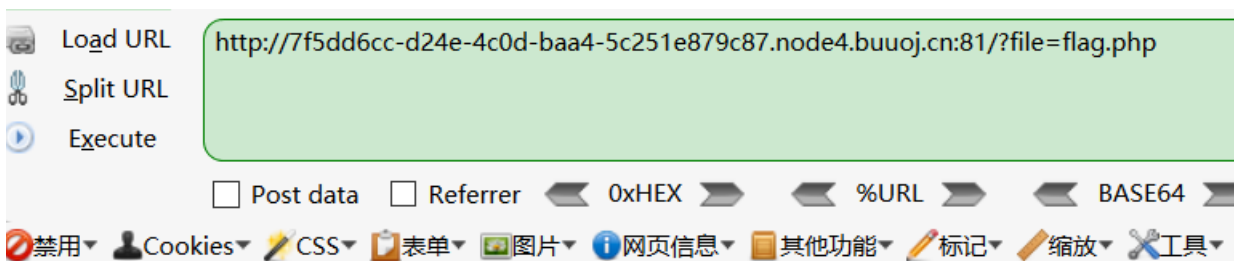 Load URL
http://7f5dd6cc-d24e-4c0d-baa4-5c251e879c87.node4.buuoj.cn:81/?file=flag.php
Split URL
Execute
Post data Referrer 0xHEX %URL BASE64
禁用 Cookies CSS 表单 图片 网页信息 其他功能 标记 缩放 工具